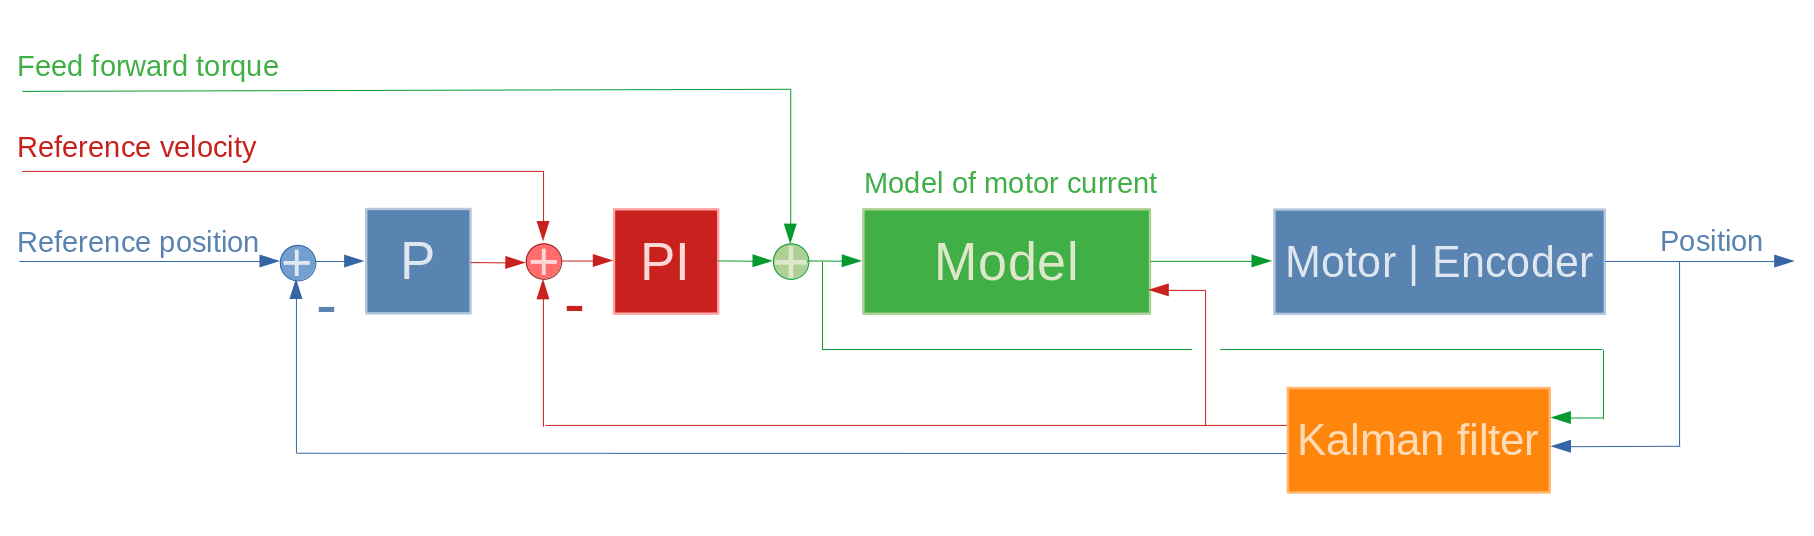 Feed forward torque
Reference velocity
Model of motor current
Reference position
P
PI
Model
Motor | Encoder
Position
-
-
Kalman filter